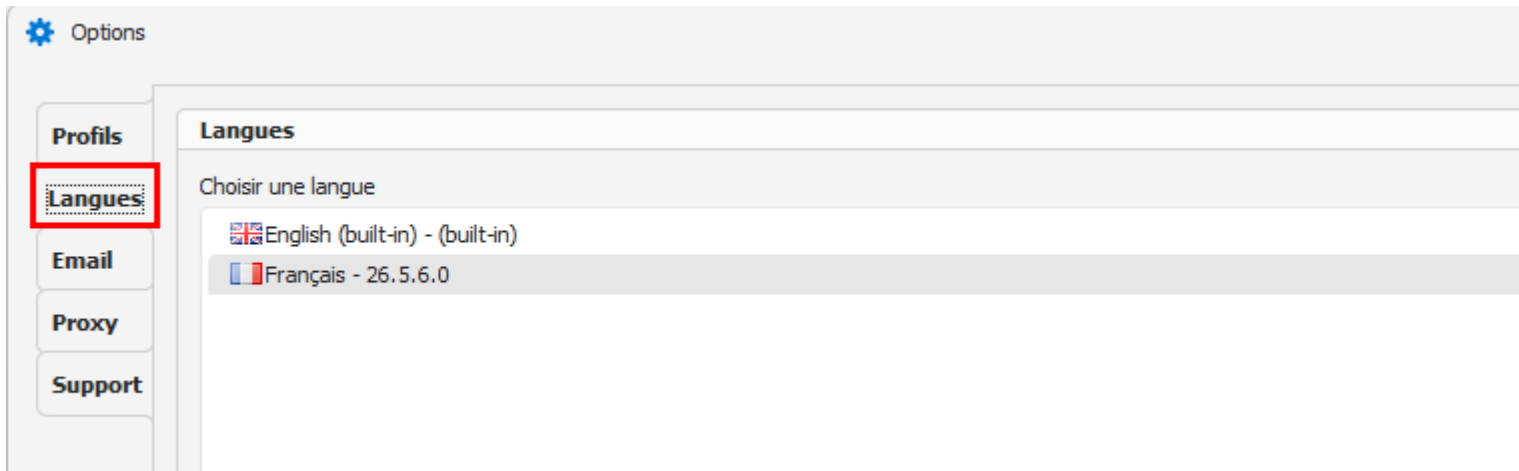 Options
Profils
Langues
Email
Proxy
Support
Langues
Choisir une langue
English (built-in) - (built-in)
Français - 26.5.6.0